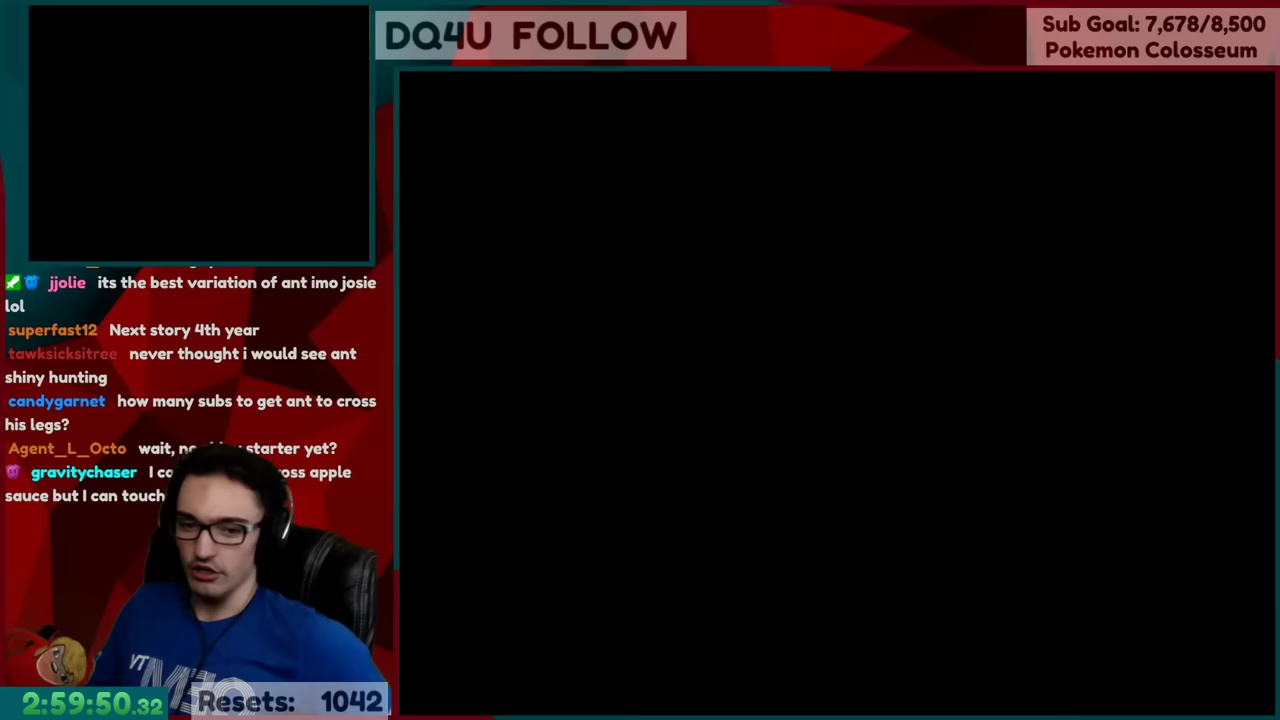 DQ4U FOLLOW
Sub Goal: 7,678/8,500
Pokemon Colosseum
jjolie its the best variation of ant imo josie
lol
superfast12 Next story 4th year
tawksicksitree never thought i would see ant
shiny hunting
candygarnet how many subs to get ant to cross
his legs?
Agent_L_Octo wait, starter yet?
gravitychaser I apple
sauce but I can touch
YT
2:59:50.32
Resets: 1042